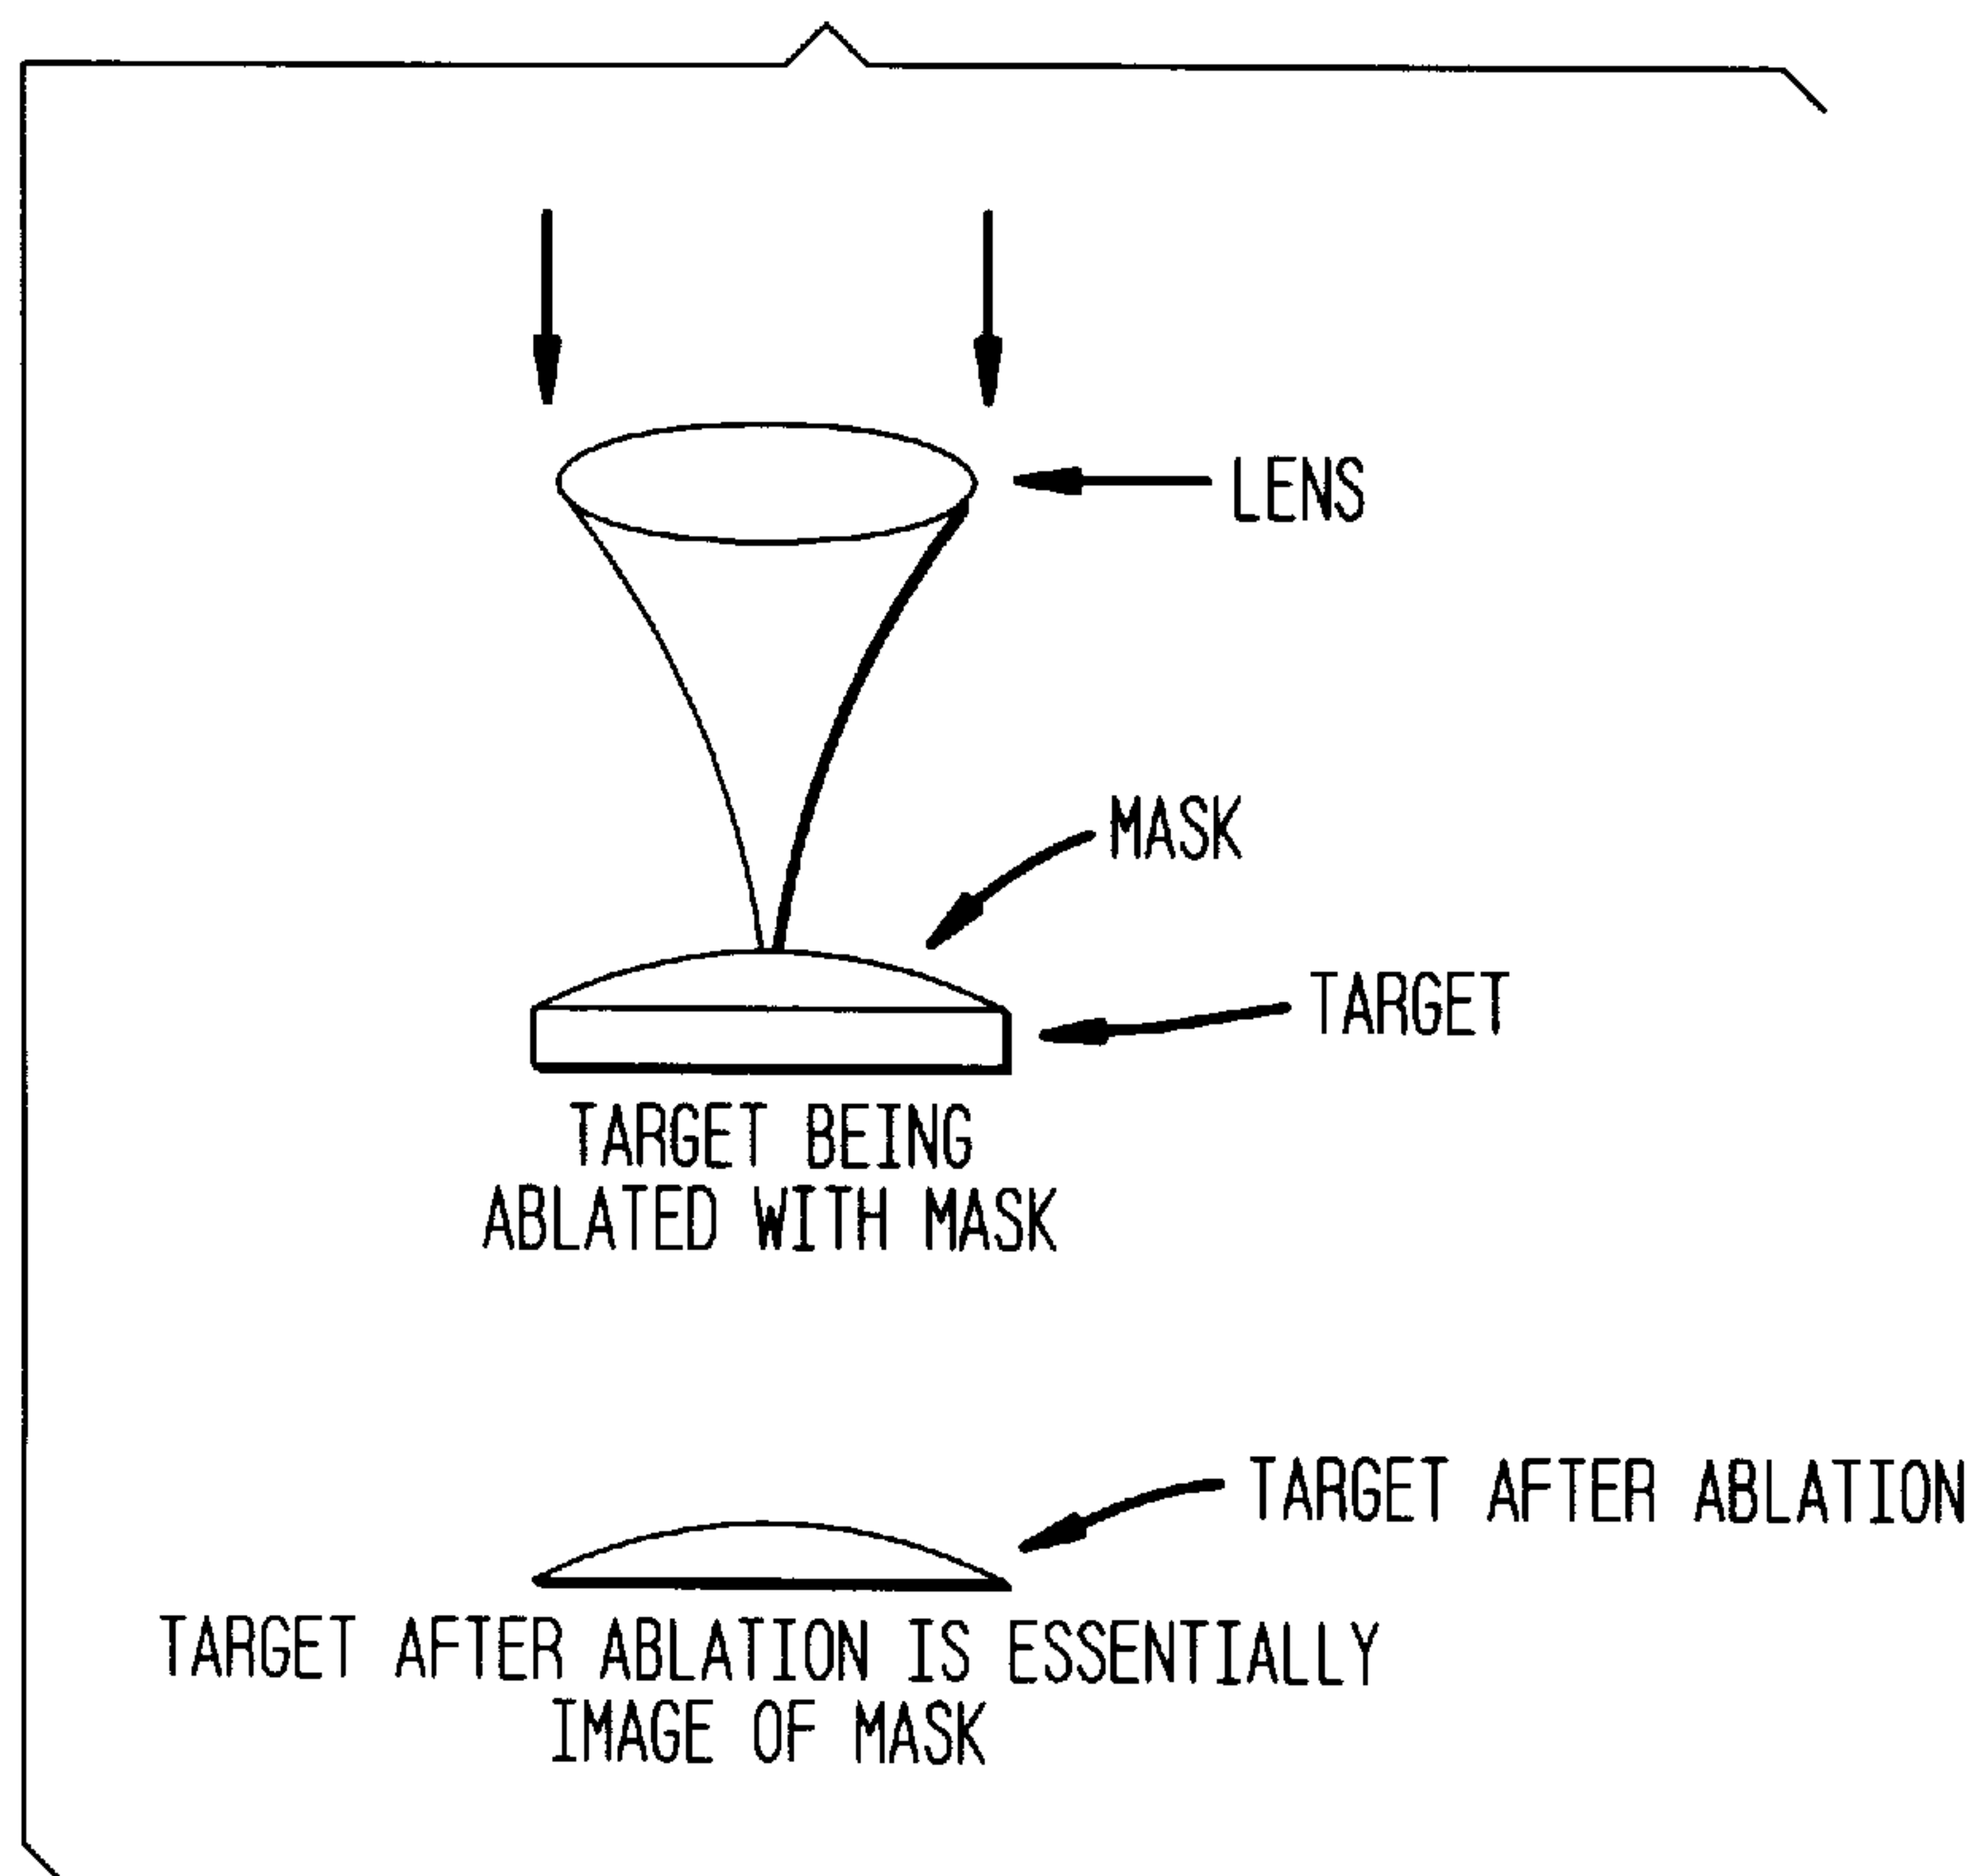 LENS
MASK
TARGET
TARGET BEING
ABLATED WITH MASK
TARGET AFTER ABLATION
TARGET AFTER ABLATION IS ESSENTIALLY
IMAGE OF MASK